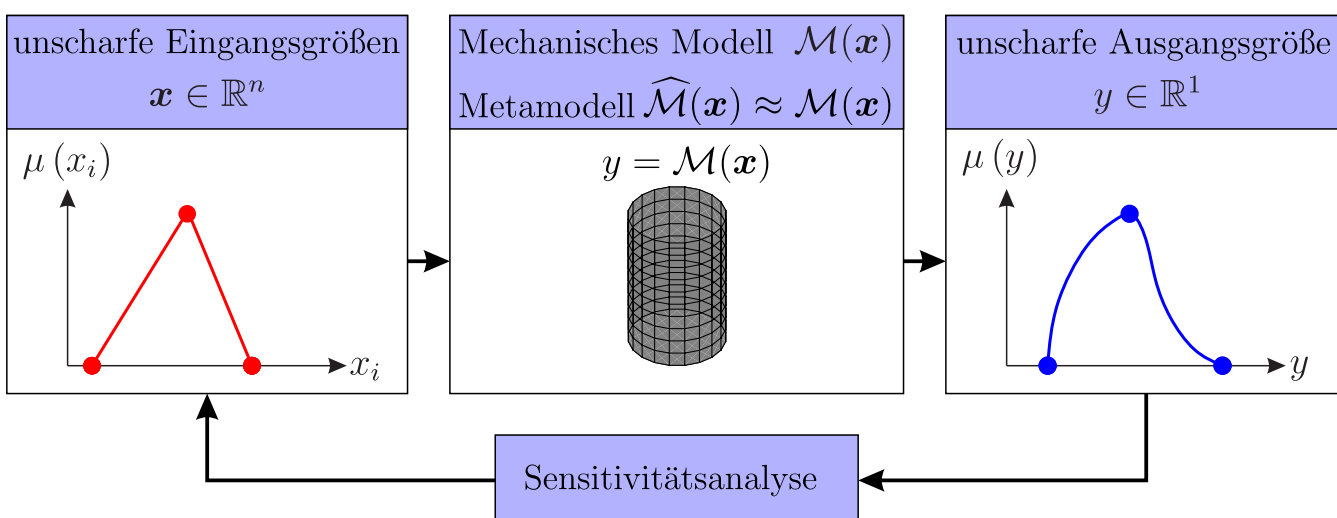 unscharfe Eingangsgrößen
𝒙 ∈ ℝⁿ
μ (xᵢ)
xᵢ
Mechanisches Modell ℳ(𝒙)
Metamodell ℳ̂(𝒙) ≈ ℳ(𝒙)
y = ℳ(𝒙)
unscharfe Ausgangsgröße
y ∈ ℝ¹
μ (y)
y
Sensitivitätsanalyse